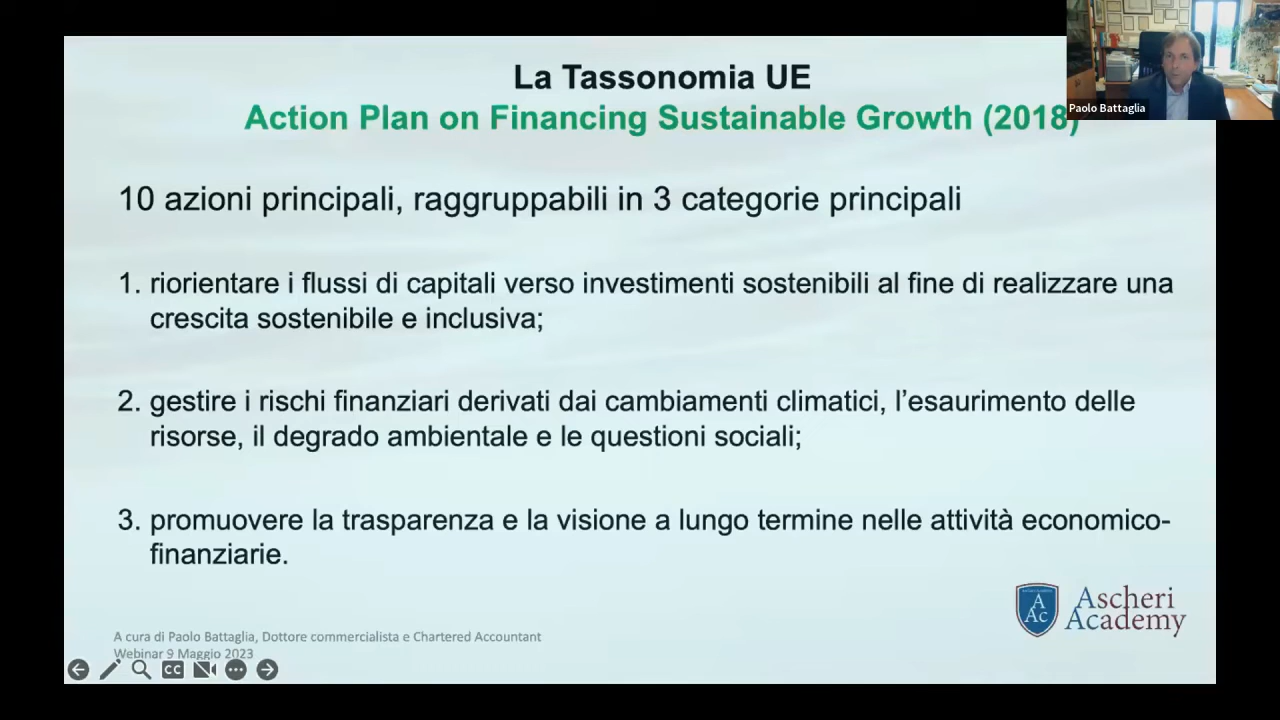 La Tassonomia UE
Action Plan on Financing Sustainable Growth (2018)
Paolo Battaglia
10 azioni principali, raggruppabili in 3 categorie principali
1. riorientare i flussi di capitali verso investimenti sostenibili al fine di realizzare una
crescita sostenibile e inclusiva;
2. gestire i rischi finanziari derivati dai cambiamenti climatici, l’esaurimento delle
risorse, il degrado ambientale e le questioni sociali;
3. promuovere la trasparenza e la visione a lungo termine nelle attività economico-
finanziarie.
A Ac
Ascheri
Academy
A cura di Paolo Battaglia, Dottore commercialista e Chartered Accountant
Webinar 9 Maggio 2023
CC